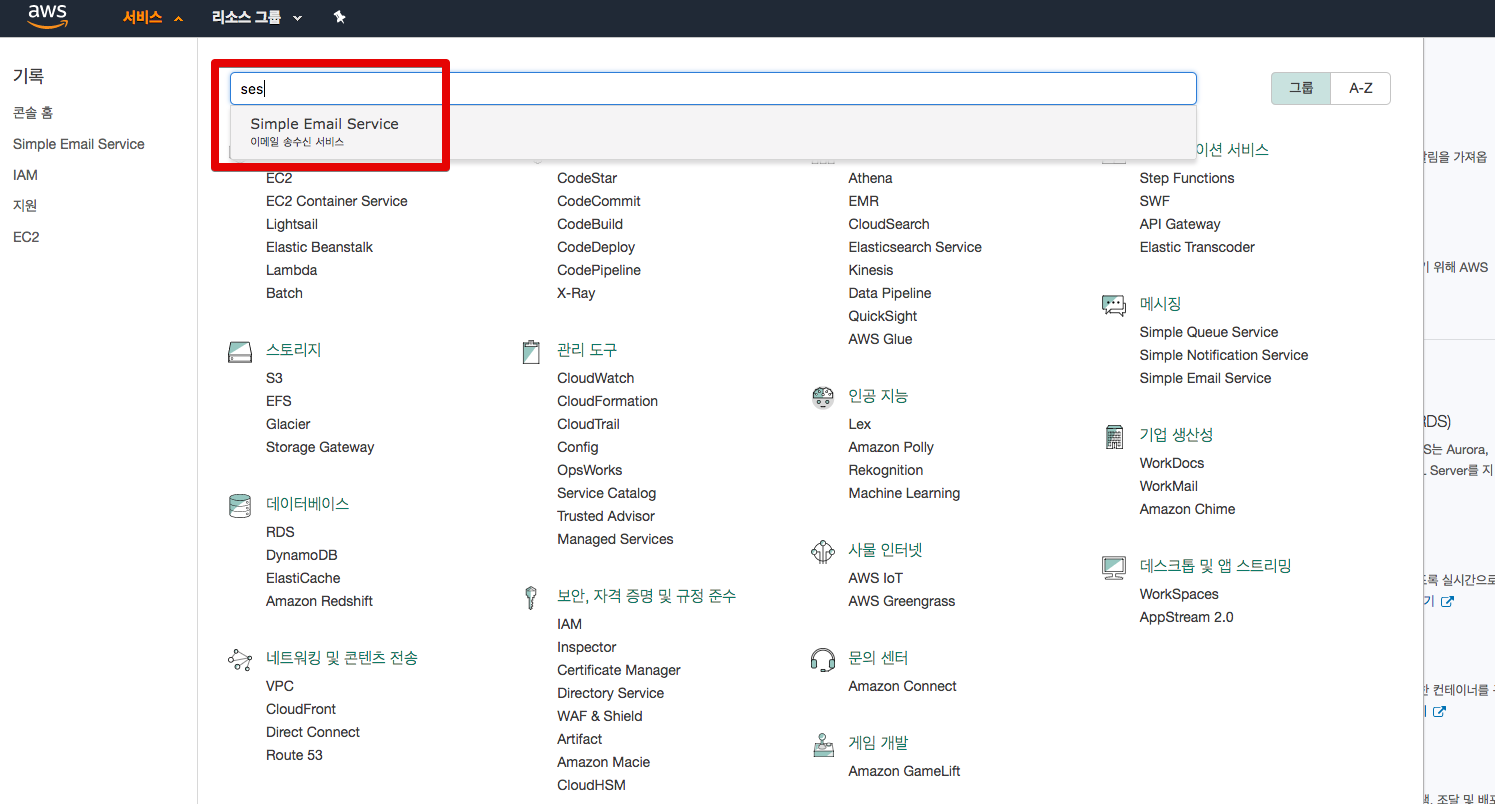 aws
서비스
리소스 그룹
기록
콘솔 홈
Simple Email Service
IAM
지원
EC2
ses
그룹
A-Z
Simple Email Service
이메일 송수신 서비스
EC2
EC2 Container Service
Lightsail
Elastic Beanstalk
Lambda
Batch
스토리지
S3
EFS
Glacier
Storage Gateway
데이터베이스
RDS
DynamoDB
ElastiCache
Amazon Redshift
네트워킹 및 콘텐츠 전송
VPC
CloudFront
Direct Connect
Route 53
CodeStar
CodeCommit
CodeBuild
CodeDeploy
CodePipeline
X-Ray
관리 도구
CloudWatch
CloudFormation
CloudTrail
Config
OpsWorks
Service Catalog
Trusted Advisor
Managed Services
보안, 자격 증명 및 규정 준수
IAM
Inspector
Certificate Manager
Directory Service
WAF & Shield
Artifact
Amazon Macie
CloudHSM
Athena
EMR
CloudSearch
Elasticsearch Service
Kinesis
Data Pipeline
QuickSight
AWS Glue
인공 지능
Lex
Amazon Polly
Rekognition
Machine Learning
사물 인터넷
AWS IoT
AWS Greengrass
문의 센터
Amazon Connect
게임 개발
Amazon GameLift
이션 서비스
Step Functions
SWF
API Gateway
Elastic Transcoder
메시징
Simple Queue Service
Simple Notification Service
Simple Email Service
기업 생산성
WorkDocs
WorkMail
Amazon Chime
데스크톱 및 앱 스트리밍
WorkSpaces
AppStream 2.0
가져옵
위해 AWS
RDS)
S는 Aurora,
Server를 지
실시간으로
기
컨테이너를
조달 및 배포